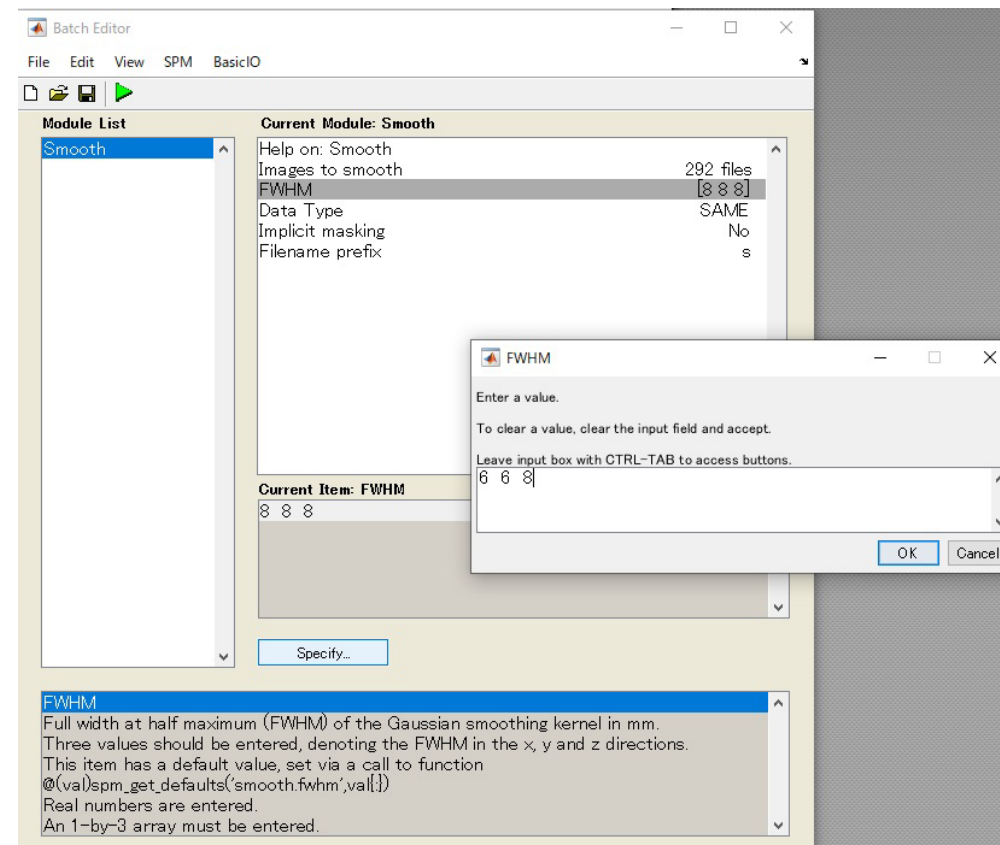 Batch Editor
File Edit View SPM BasicIO
Module List
Smooth
Current Module: Smooth
Help on: Smooth
Images to smooth 292 files
FWHM [8 8 8]
Data Type SAME
Implicit masking No
Filename prefix s
FWHM
Enter a value.
To clear a value, clear the input field and accept.
Leave input box with CTRL-TAB to access buttons.
6 6 8
OK Cancel
Current Item: FWHM
8 8 8
Specify...
FWHM
Full width at half maximum (FWHM) of the Gaussian smoothing kernel in mm.
Three values should be entered, denoting the FWHM in the x, y and z directions.
This item has a default value, set via a call to function
@(val)spm_get_defaults('smooth.fwhm',val{:})
Real numbers are entered.
An 1-by-3 array must be entered.